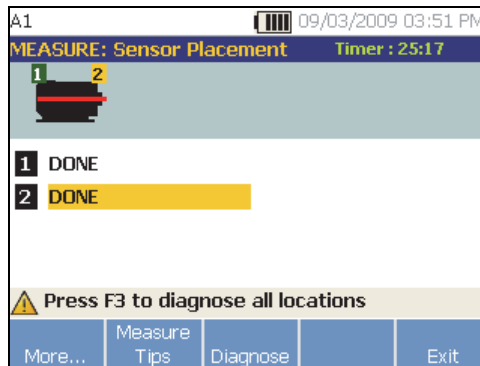 A1 09/03/2009 03:51 PM
MEASURE: Sensor Placement Timer : 25:17
1 2
1 DONE
2 DONE
Press F3 to diagnose all locations
More... Measure Tips Diagnose Exit